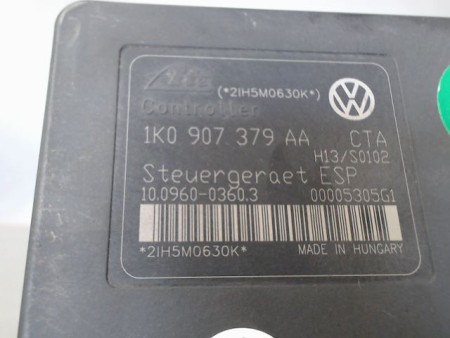 Ate (*2IH5M0630K*)
Controller
1K0 907 379 AA CTA
H13/S0102
Steuergeraet ESP
10.0960-0360.3 00005305G1
*2IH5M0630K* MADE IN HUNGARY